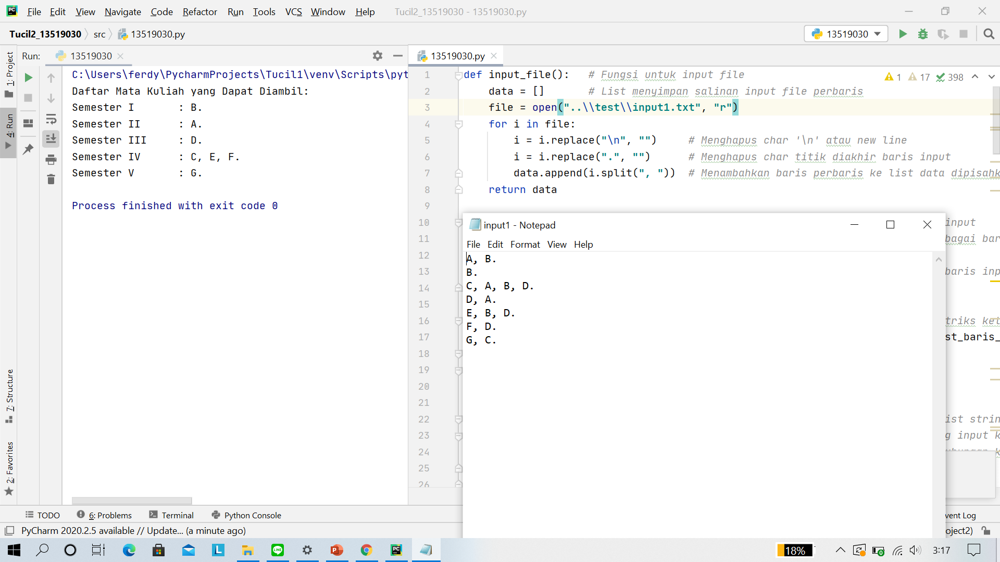 File Edit View Navigate Code Refactor Run Tools VCS Window Help Tucil2_13519030 - 13519030.py
Tucil2_13519030 src 13519030.py 13519030
1: Project
4: Run
7: Structure
2: Favorites
Run: 13519030
C:\Users\ferdy\PycharmProjects\Tucil1\venv\Scripts\pyt
Daftar Mata Kuliah yang Dapat Diambil:
Semester I : B.
Semester II : A.
Semester III : D.
Semester IV : C, E, F.
Semester V : G.
Process finished with exit code 0
13519030.py
1 def input_file(): # Fungsi untuk input file
2 data = [] # List menyimpan salinan input file perbaris
3 file = open("..\\test\\input1.txt", "r")
4 for i in file:
5 i = i.replace("\n", "") # Menghapus char '\n' atau new line
6 i = i.replace(".", "") # Menghapus char titik diakhir baris input
7 data.append(i.split(", ")) # Menambahkan baris perbaris ke list data dipisahk
8 return data
9
10 input
11 bagai bar
12
13 baris inp
14
15
16 triks ket
17 st_baris_
18
19
20
21
22 ist strin
23 g input k
24
25
26
1 17 398
input1 - Notepad
File Edit Format View Help
A, B.
B.
C, A, B, D.
D, A.
E, B, D.
F, D.
G, C.
TODO 6: Problems Terminal Python Console vent Log
PyCharm 2020.2.5 available // Update... (a minute ago) oject2)
L LINE P PC 18% 3:17